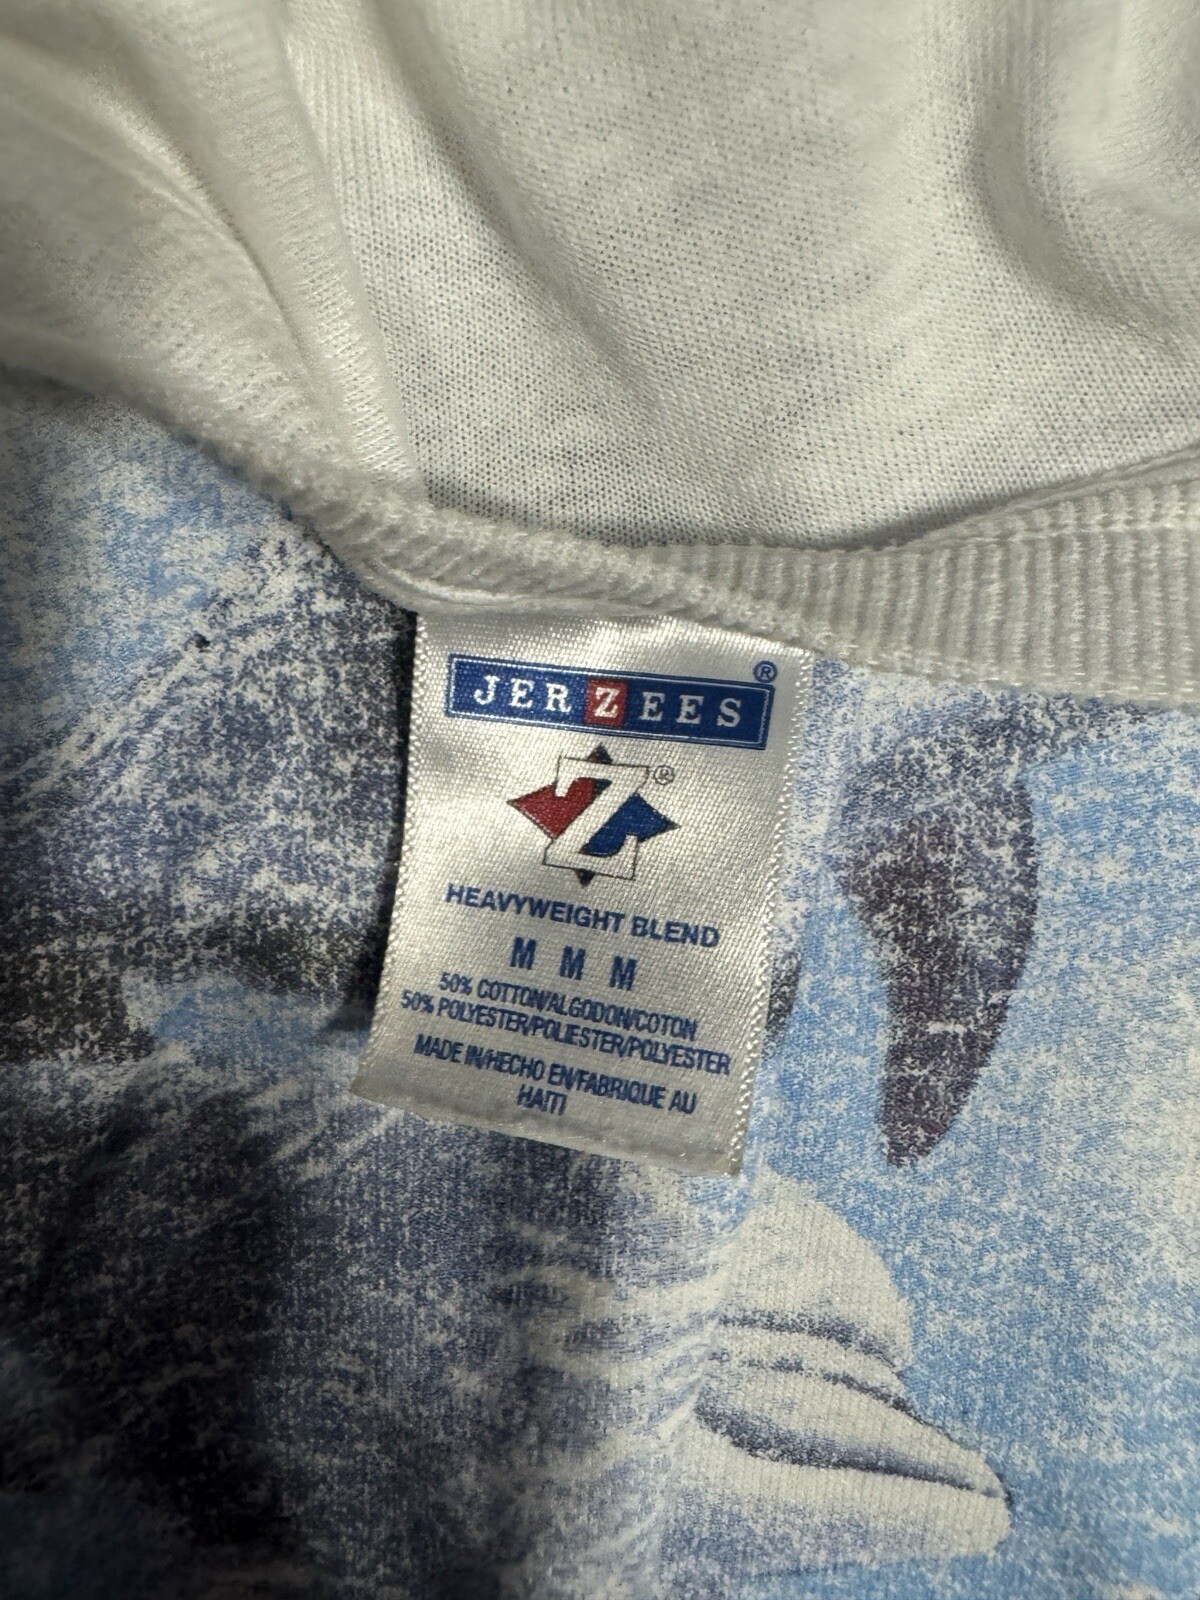 JERZEES®
Z®
HEAVYWEIGHT BLEND
M M M
50% COTTON/ALGODON/COTON
50% POLYESTER/POLIESTER/POLYESTER
MADE IN/HECHO EN/FABRIQUE AU
HAITI